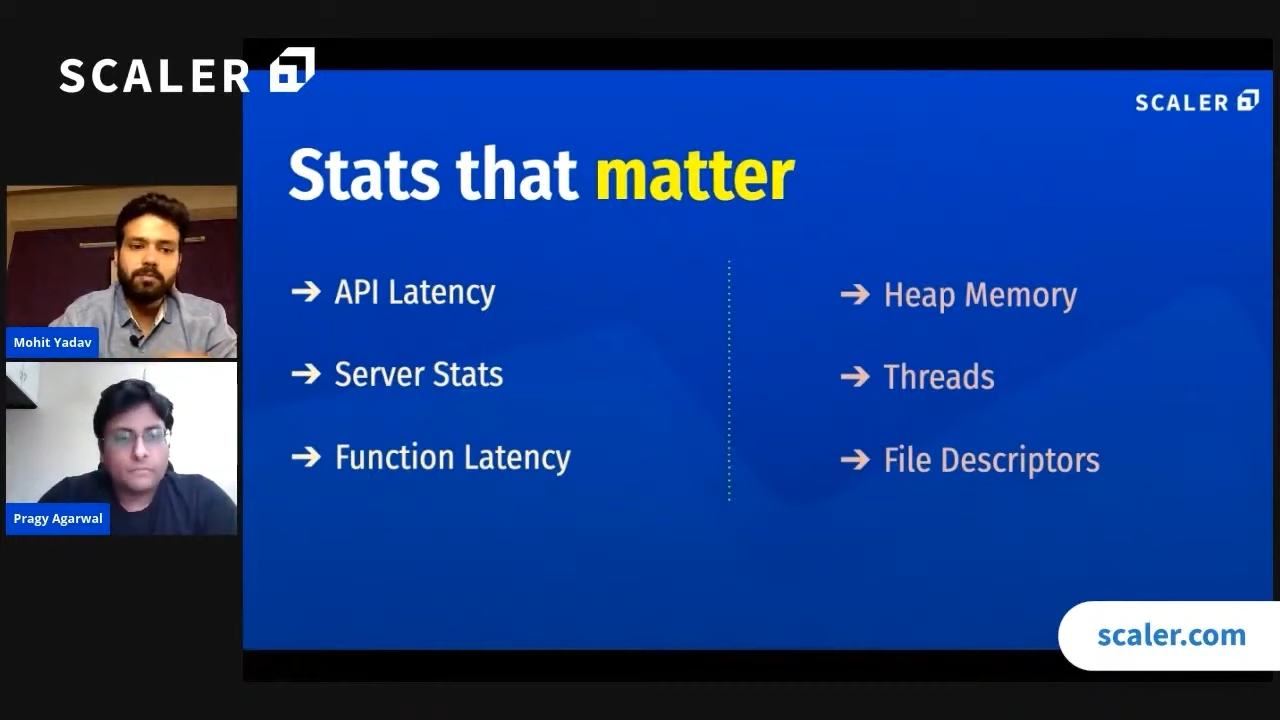 SCALER
SCALER
Stats that matter
→ API Latency
→ Server Stats
→ Function Latency
→ Heap Memory
→ Threads
→ File Descriptors
Mohit Yadav
Pragy Agarwal
scaler.com